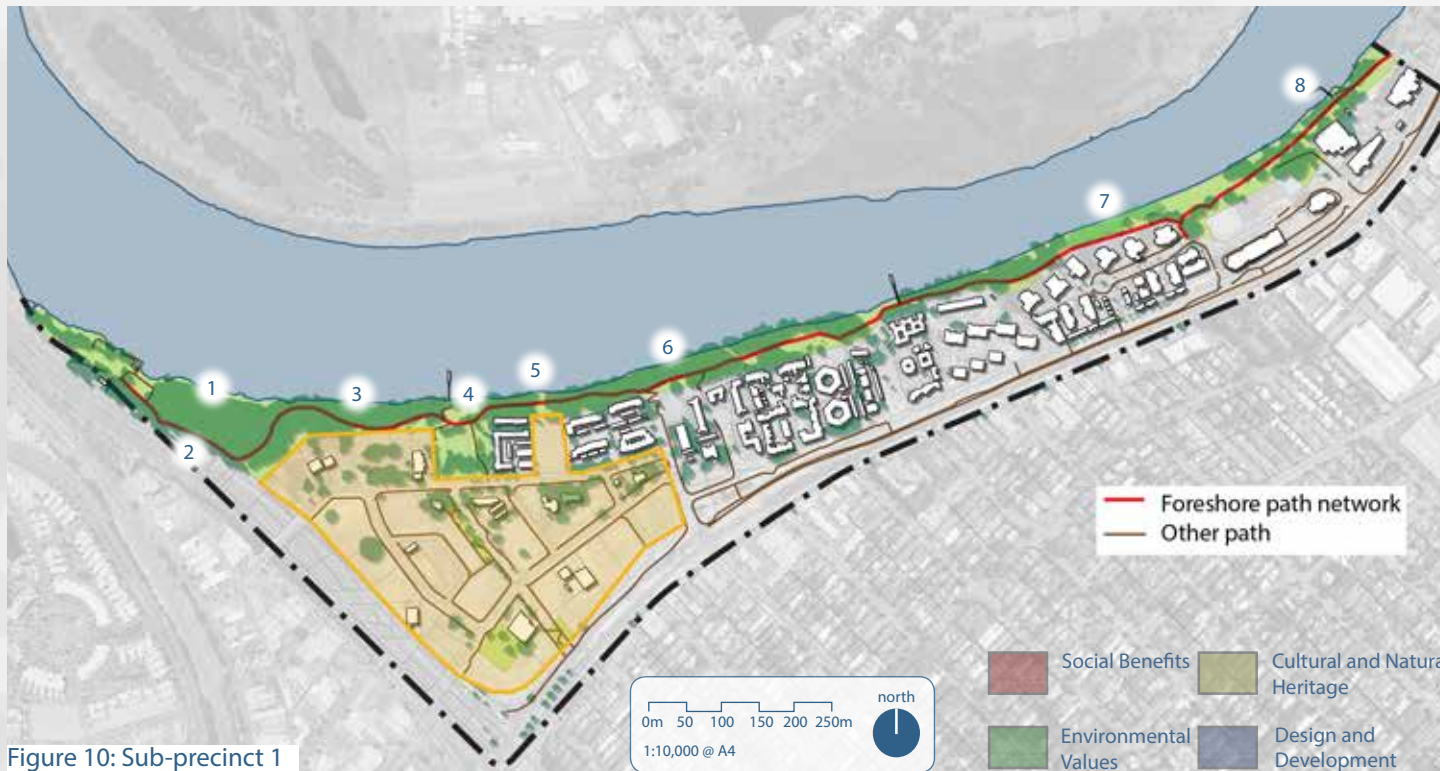 8
7
6
5
4
3
1
2
Foreshore path network
Other path
Social Benefits
Cultural and Natura
Heritage
Environmental
Values
Design and
Development
north
0m 50 100 150 200 250m
1:10,000 @ A4
Figure 10: Sub-precinct 1